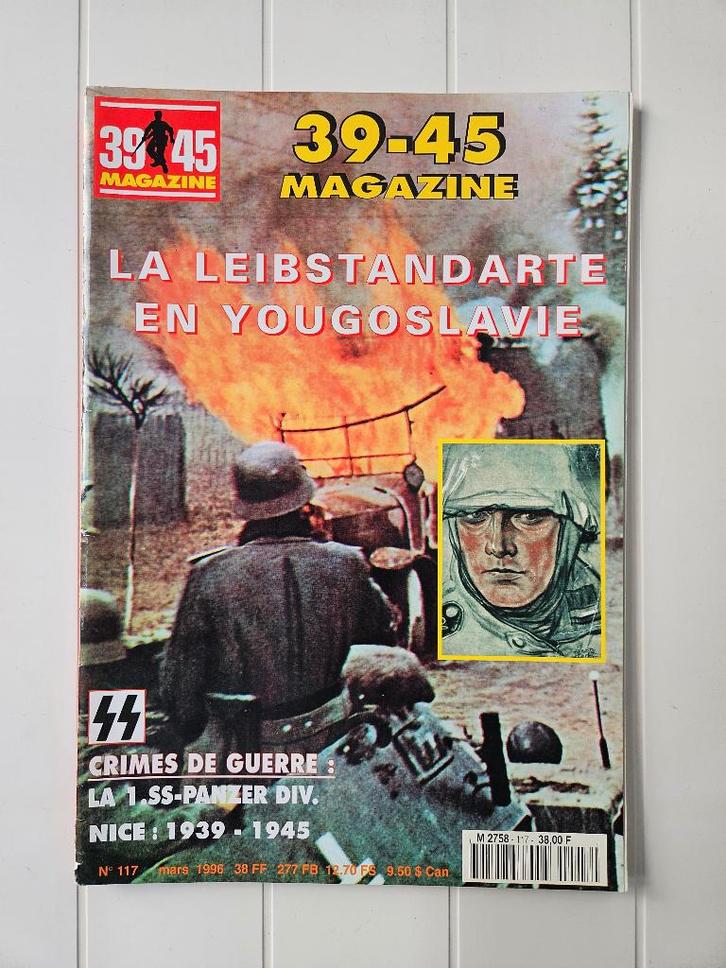 39 45
MAGAZINE
39-45
MAGAZINE
LA LEIBSTANDARTE
EN YOUGOSLAVIE
SS
CRIMES DE GUERRE :
LA 1.SS-PANZER DIV.
NICE : 1939 - 1945
N° 117 mars 1996 38 FF 277 FB 12.70 FS 9.50 $ Can
M 2758 - 117 - 38,00 F